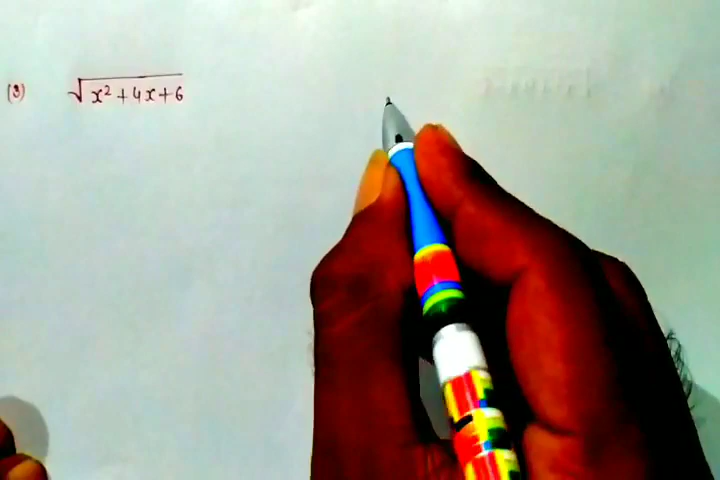 (3) √x² + 4x + 6